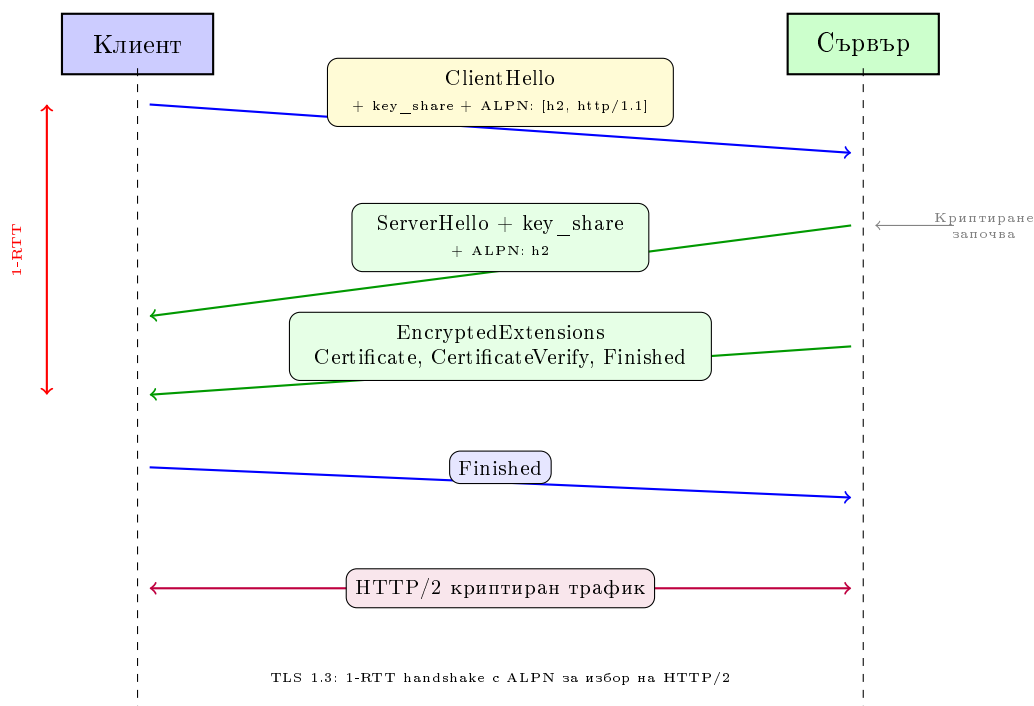 Клиент
Сървър
ClientHello
+ key_share + ALPN: [h2, http/1.1]
1-RTT
ServerHello + key_share
+ ALPN: h2
Криптиране
започва
EncryptedExtensions
Certificate, CertificateVerify, Finished
Finished
HTTP/2 криптиран трафик
TLS 1.3: 1-RTT handshake с ALPN за избор на HTTP/2